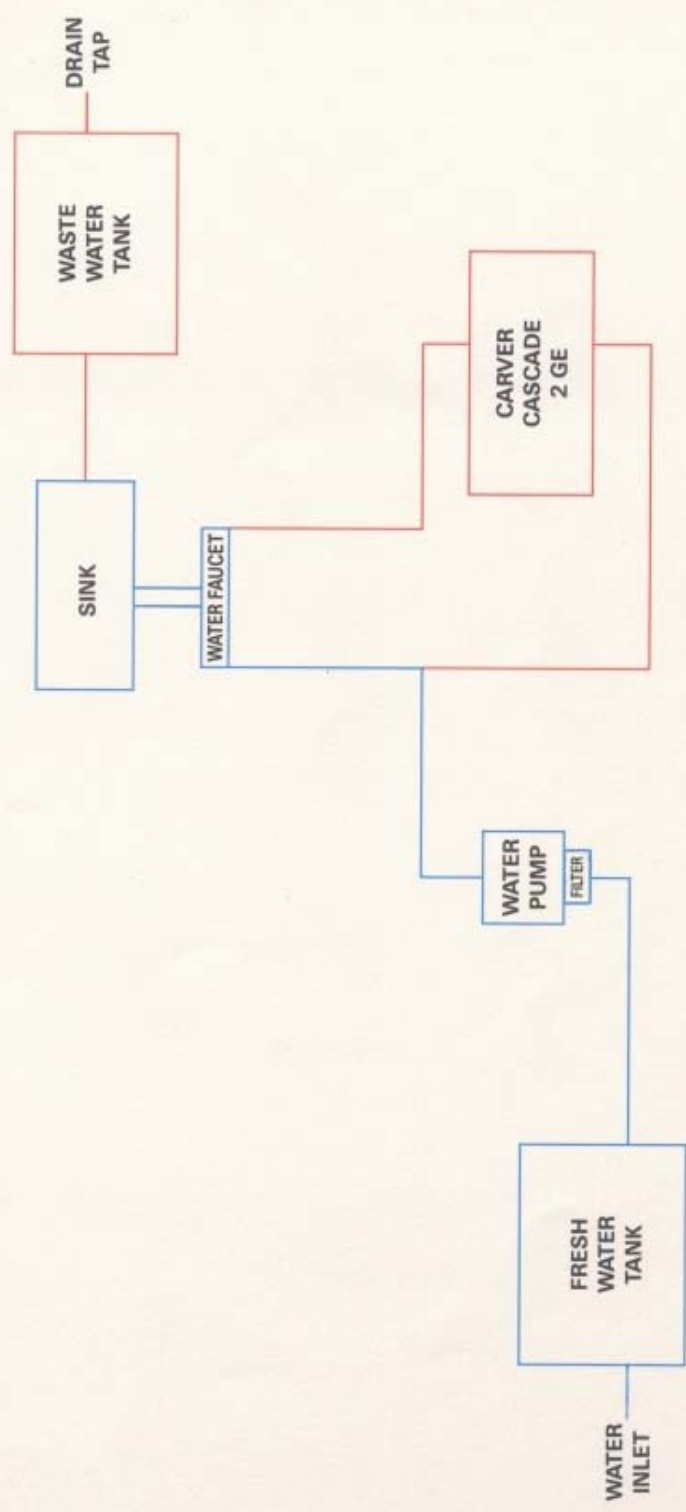 WATER
INLET
FRESH
WATER
TANK
FILTER
WATER
PUMP
WATER FAUCET
SINK
CARVER
CASCADE
2 GE
WASTE
WATER
TANK
DRAIN
TAP